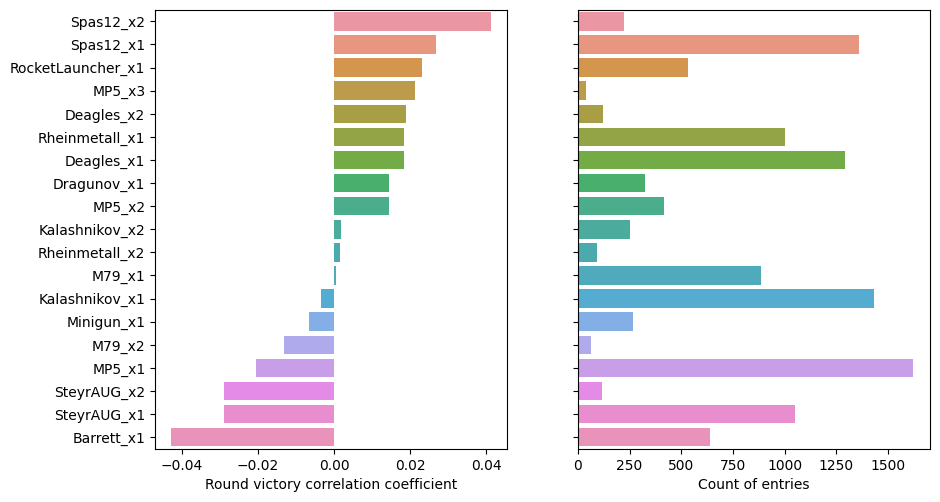 Spas12_x2
Spas12_x1
RocketLauncher_x1
MP5_x3
Deagles_x2
Rheinmetall_x1
Deagles_x1
Dragunov_x1
MP5_x2
Kalashnikov_x2
Rheinmetall_x2
M79_x1
Kalashnikov_x1
Minigun_x1
M79_x2
MP5_x1
SteyrAUG_x2
SteyrAUG_x1
Barrett_x1
−0.04 −0.02 0.00 0.02 0.04
Round victory correlation coefficient
0 250 500 750 1000 1250 1500
Count of entries